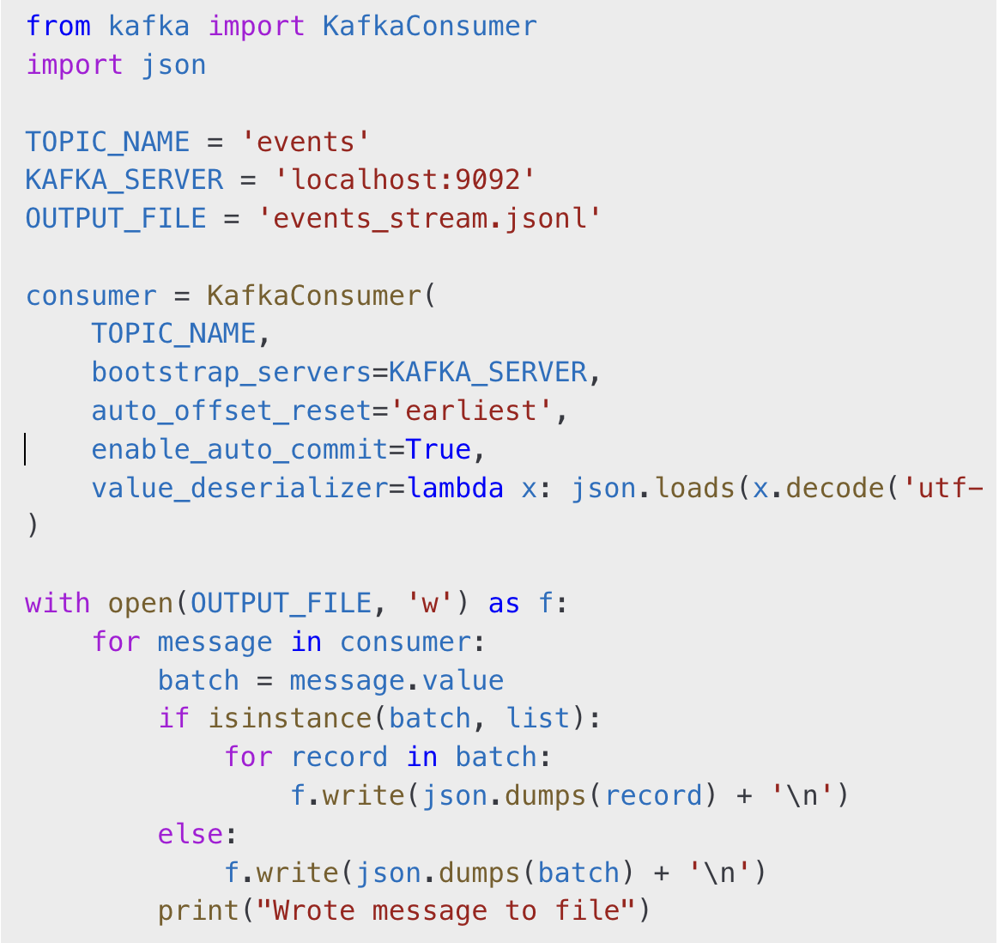 from kafka import KafkaConsumer
import json
TOPIC_NAME = 'events'
KAFKA_SERVER = 'localhost:9092'
OUTPUT_FILE = 'events_stream.jsonl'
consumer = KafkaConsumer(
    TOPIC_NAME,
    bootstrap_servers=KAFKA_SERVER,
    auto_offset_reset='earliest',
    enable_auto_commit=True,
    value_deserializer=lambda x: json.loads(x.decode('utf-
)
with open(OUTPUT_FILE, 'w') as f:
    for message in consumer:
        batch = message.value
        if isinstance(batch, list):
            for record in batch:
                f.write(json.dumps(record) + '\n')
        else:
            f.write(json.dumps(batch) + '\n')
        print("Wrote message to file")